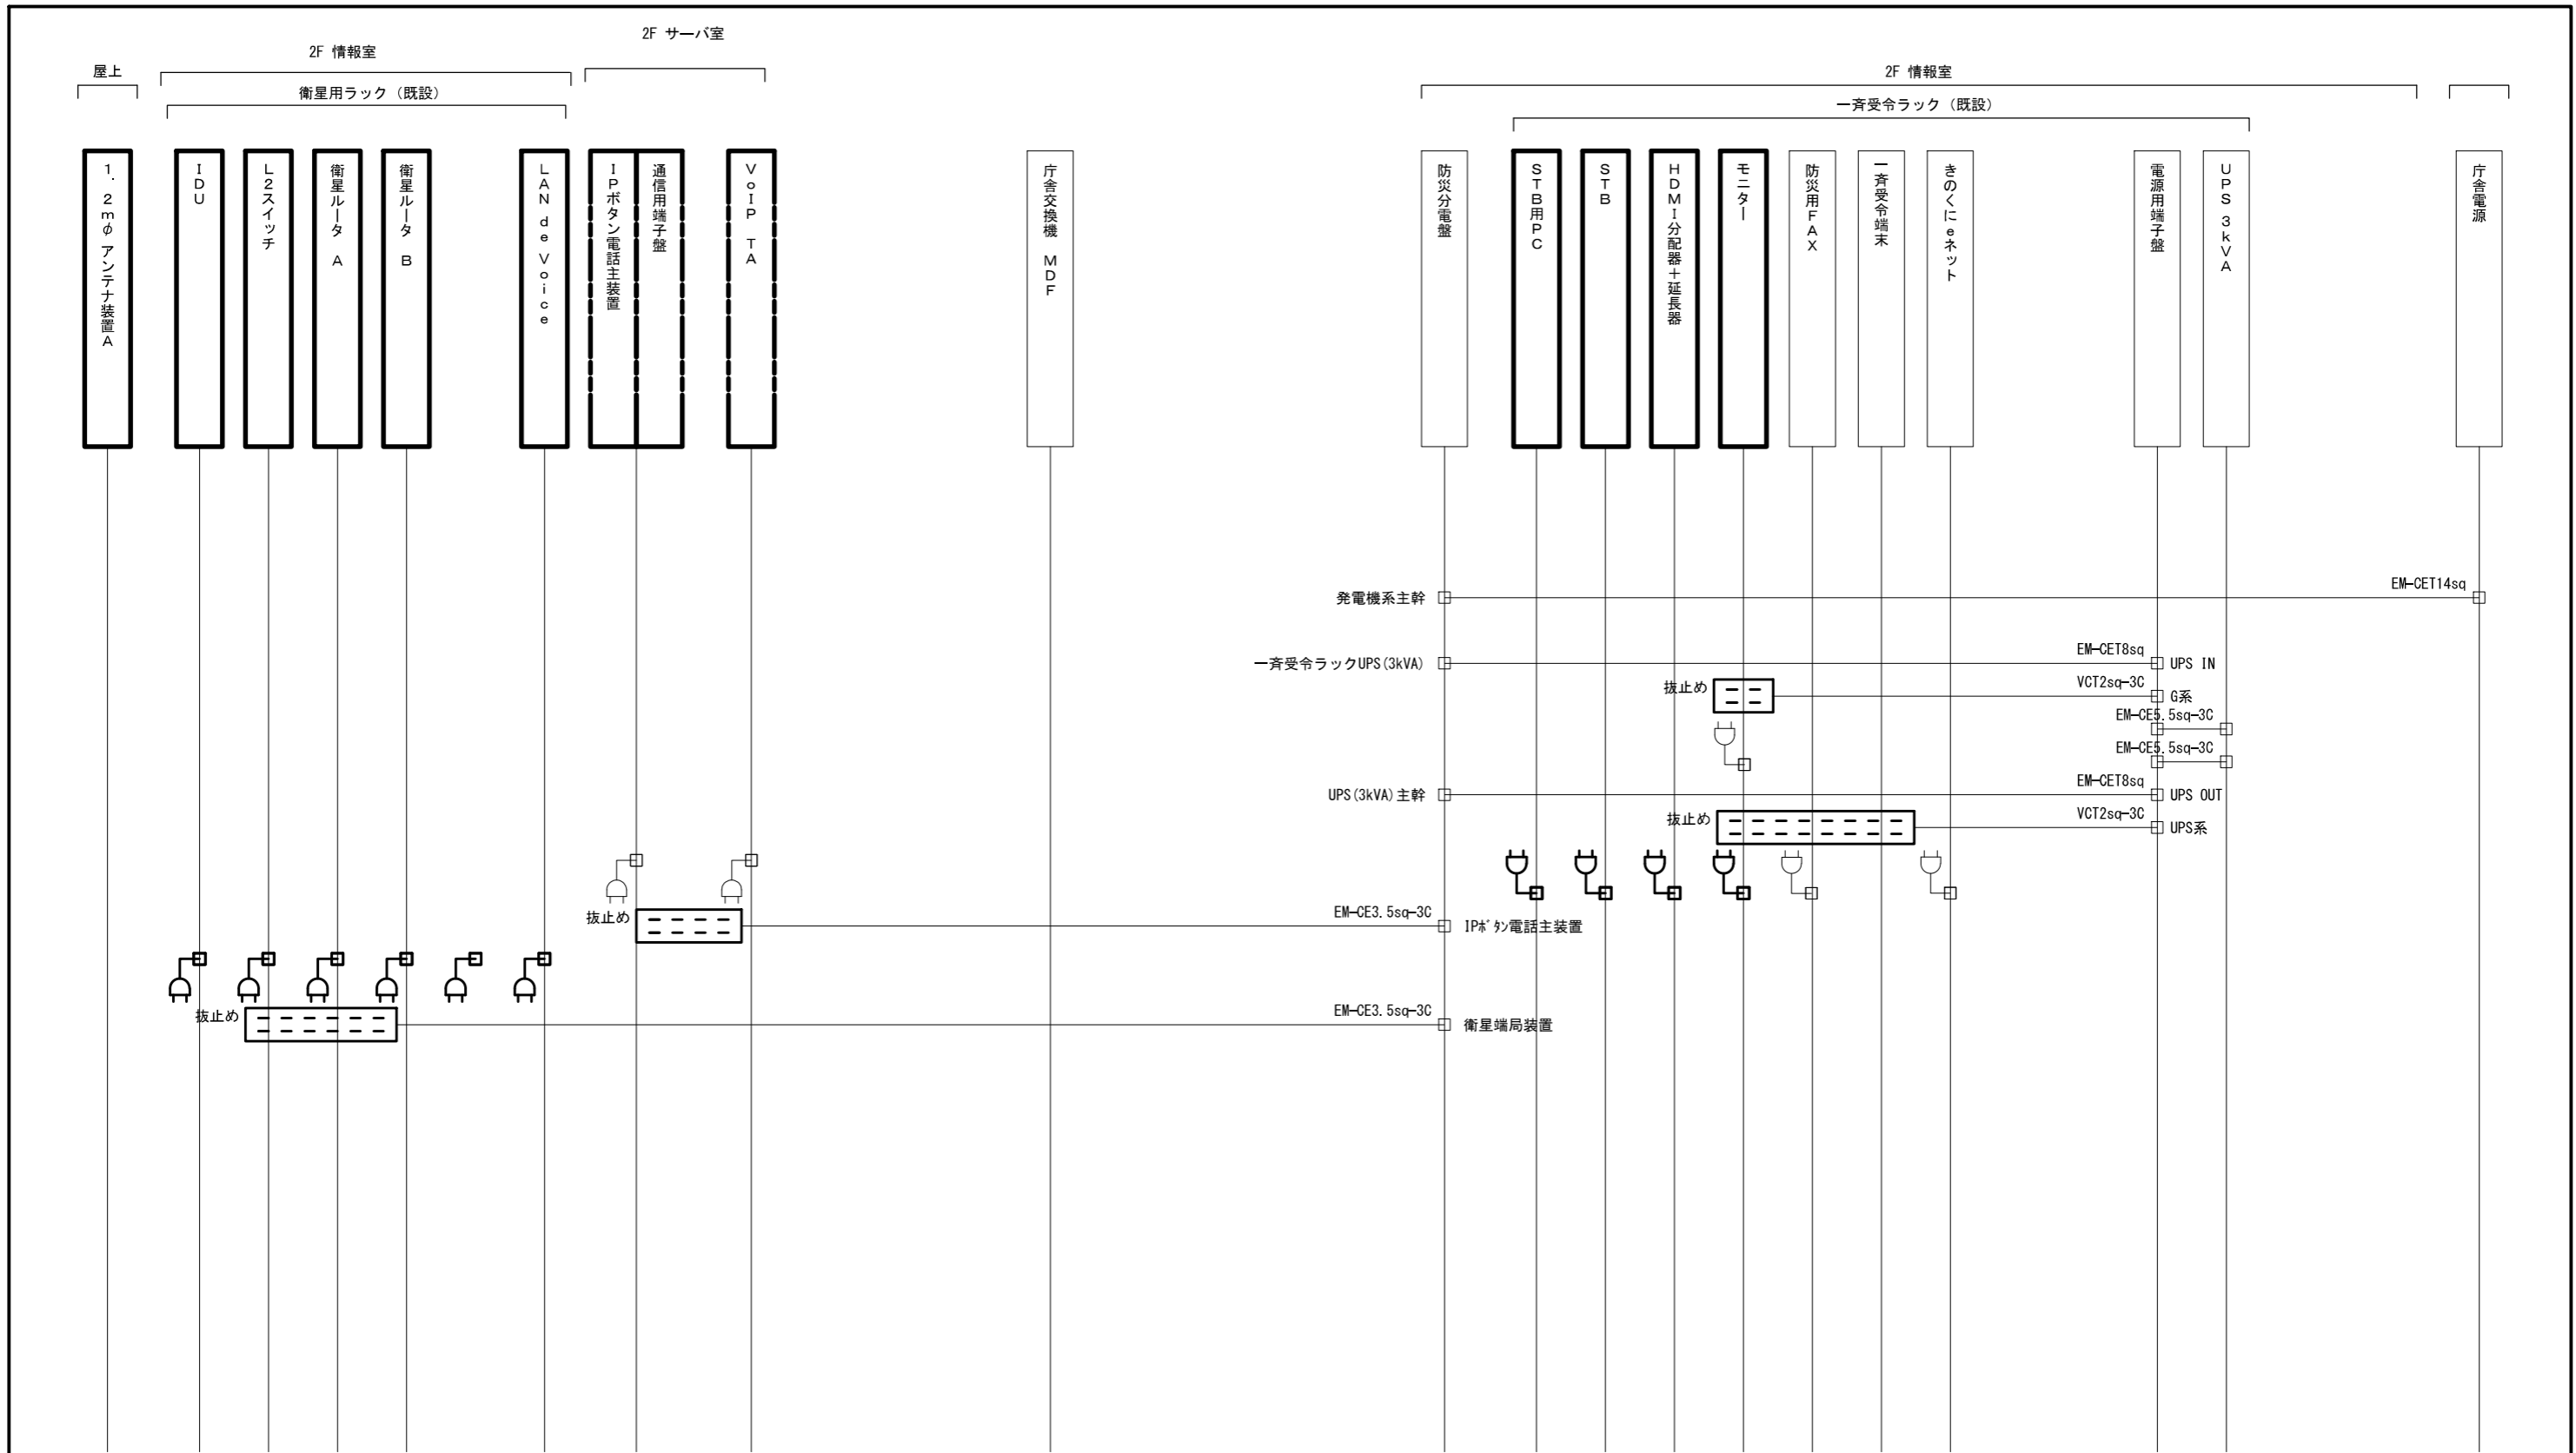 2F サーバ室
2F 情報室
屋上
衛星用ラック（既設）
2F 情報室
一斉受令ラック（既設）
1．2mφ アンテナ装置A
IDU
L2スイッチ
衛星ルータ A
衛星ルータ B
LAN de Voice
IPボタン電話主装置
通信用端子盤
VoIP TA
庁舎交換機 MDF
防災分電盤
STB用PC
STB
HDMI分配器＋延長器
モニター
防災用FAX
一斉受令端末
きのくにeネット
電源用端子盤
UPS 3kVA
庁舎電源
EM-CET14sq
発電機系主幹
EM-CET8sq
一斉受令ラックUPS(3kVA)
UPS IN
VCT2sq-3C
抜止め
G系
EM-CE5.5sq-3C
EM-CE5.5sq-3C
EM-CET8sq
UPS(3kVA)主幹
UPS OUT
VCT2sq-3C
抜止め
UPS系
EM-CE3.5sq-3C
抜止め
IPﾎﾞﾀﾝ電話主装置
EM-CE3.5sq-3C
抜止め
衛星端局装置